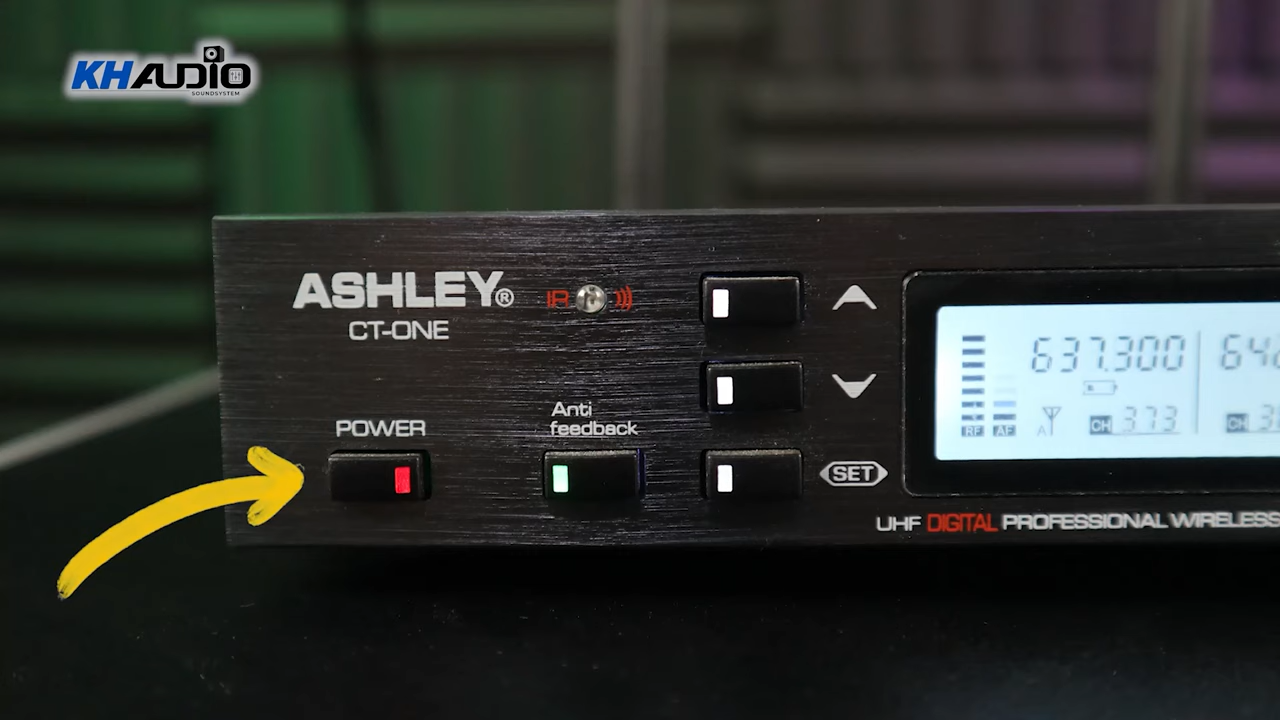 KHAUDIO
SOUNDSYSTEM
ASHLEY®
CT-ONE
IR
POWER
Anti
feedback
SET
637.300
RF AF
A
CH 373
CH
UHF DIGITAL PROFESSIONAL WIRELESS